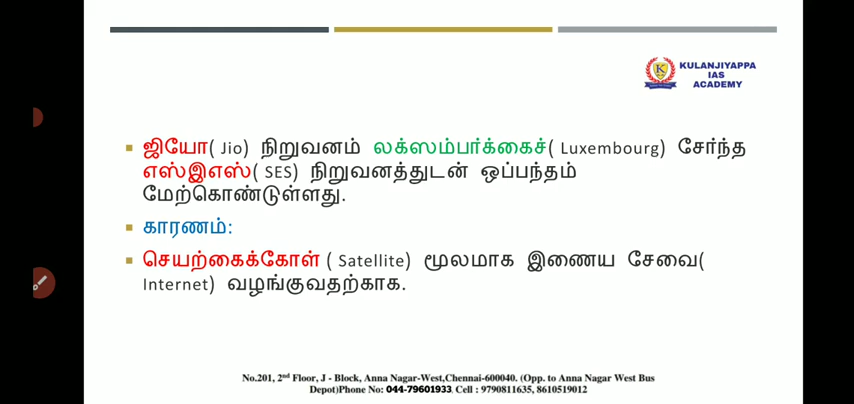 KULANJIYAPPA
IAS
ACADEMY
ஜியோ( Jio) நிறுவனம் லக்ஸம்பர்க்கைச்( Luxembourg) சேர்ந்த
எஸ்இஎஸ்( SES) நிறுவனத்துடன் ஒப்பந்தம்
மேற்கொண்டுள்ளது.
காரணம்:
செயற்கைக்கோள் ( Satellite) மூலமாக இணைய சேவை(
Internet) வழங்குவதற்காக.
No.201, 2nd Floor, J - Block, Anna Nagar-West,Chennai-600040. (Opp. to Anna Nagar West Bus
Depot)Phone No: 044-79601933, Cell : 9790811635, 8610519012